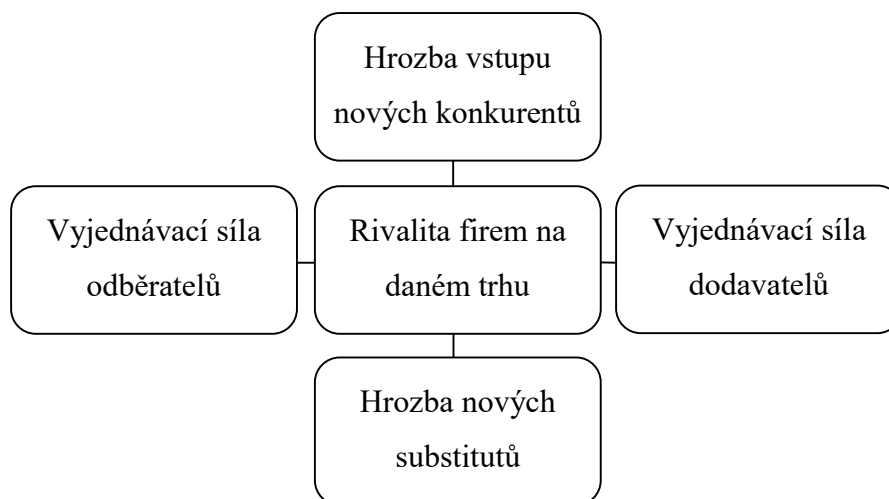 Hrozba vstupu
nových konkurentů
Vyjednávací síla
odběratelů
Rivalita firem na
daném trhu
Vyjednávací síla
dodavatelů
Hrozba nových
substitutů